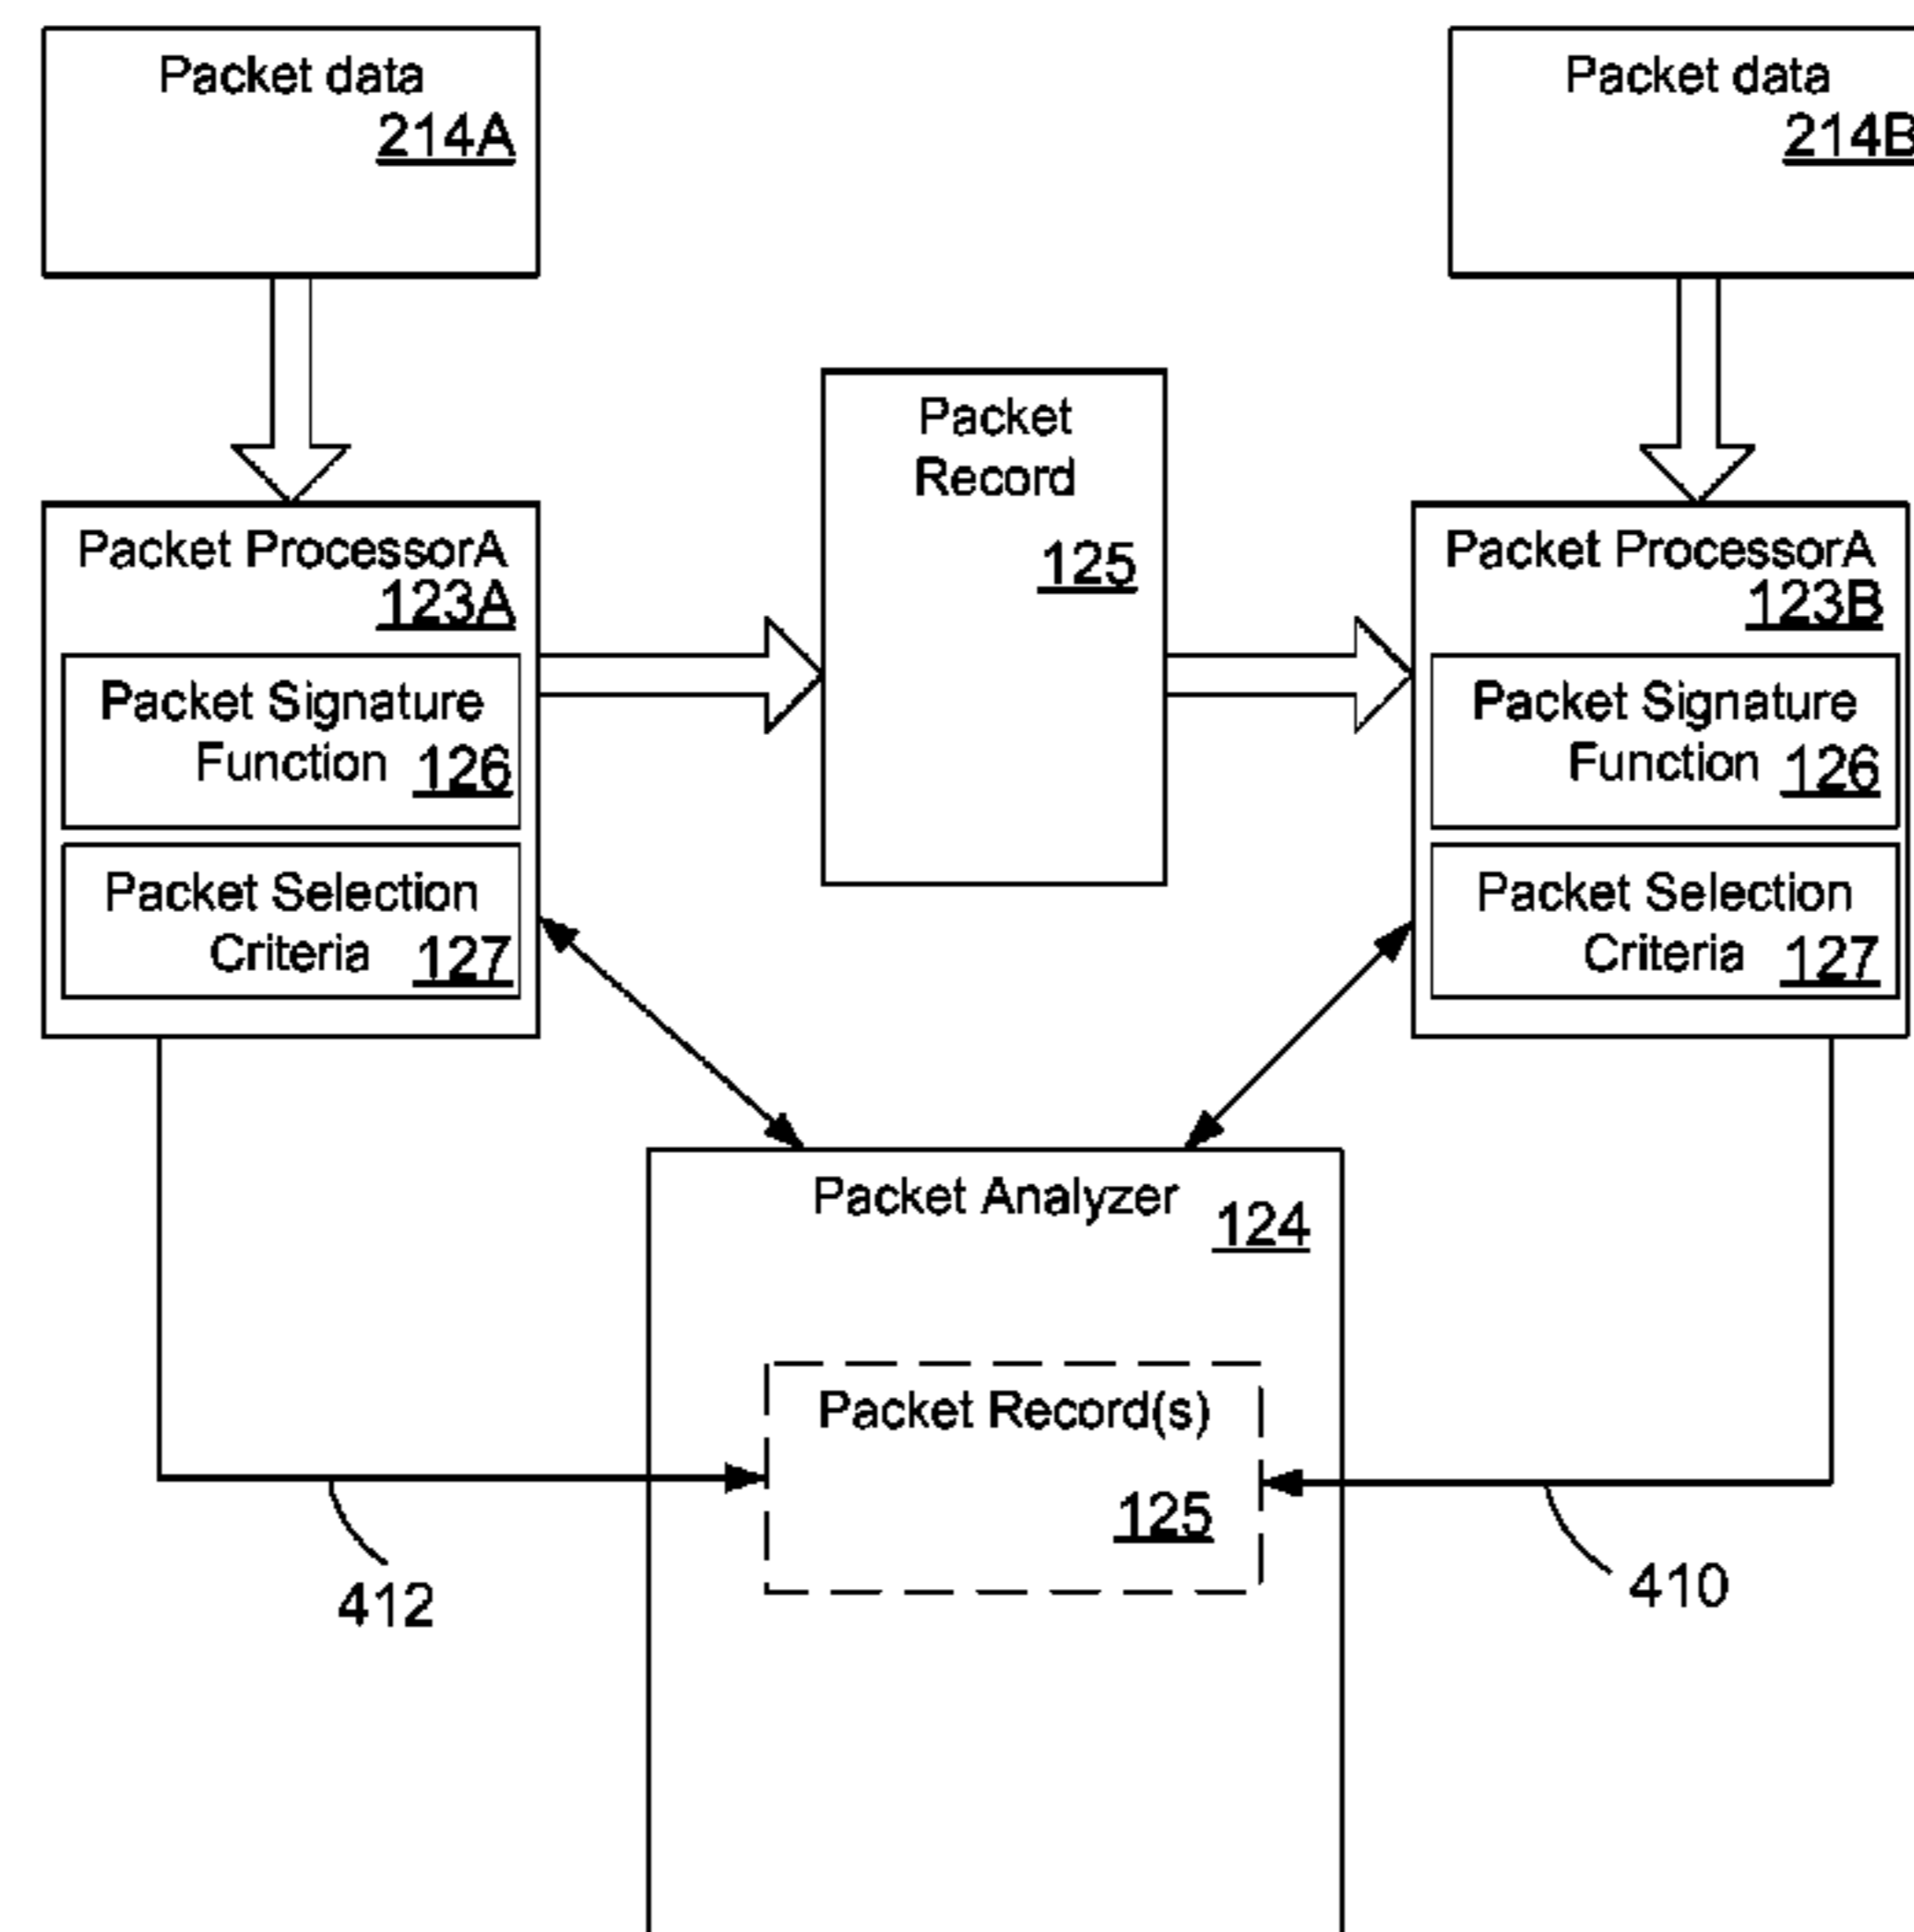 Packet data
214A
Packet data
214B
Packet
Record
125
Packet ProcessorA
123A
Packet Signature
Function 126
Packet Selection
Criteria 127
Packet ProcessorA
123B
Packet Signature
Function 126
Packet Selection
Criteria 127
Packet Analyzer
124
Packet Record(s)
125
412
410